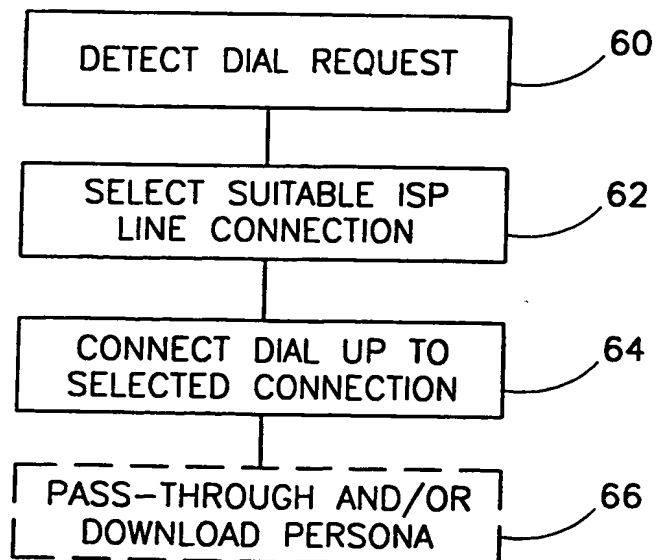 DETECT DIAL REQUEST
60
SELECT SUITABLE ISP
LINE CONNECTION
62
CONNECT DIAL UP TO
SELECTED CONNECTION
64
PASS-THROUGH AND/OR
DOWNLOAD PERSONA
66